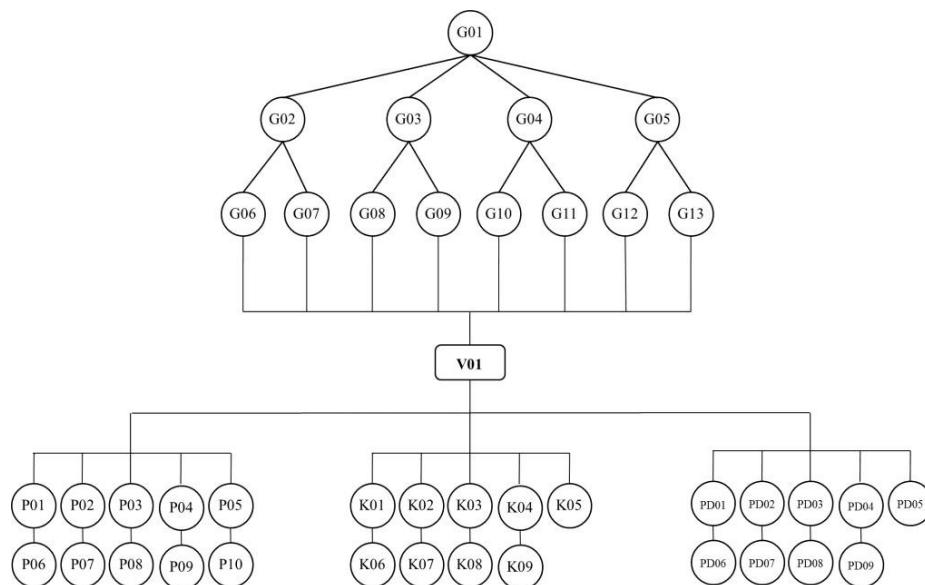 G01
G02 G03 G04 G05
G06 G07 G08 G09 G10 G11 G12 G13
V01
P01 P02 P03 P04 P05 K01 K02 K03 K04 K05 PD01 PD02 PD03 PD04 PD05
P06 P07 P08 P09 P10 K06 K07 K08 K09 PD06 PD07 PD08 PD09